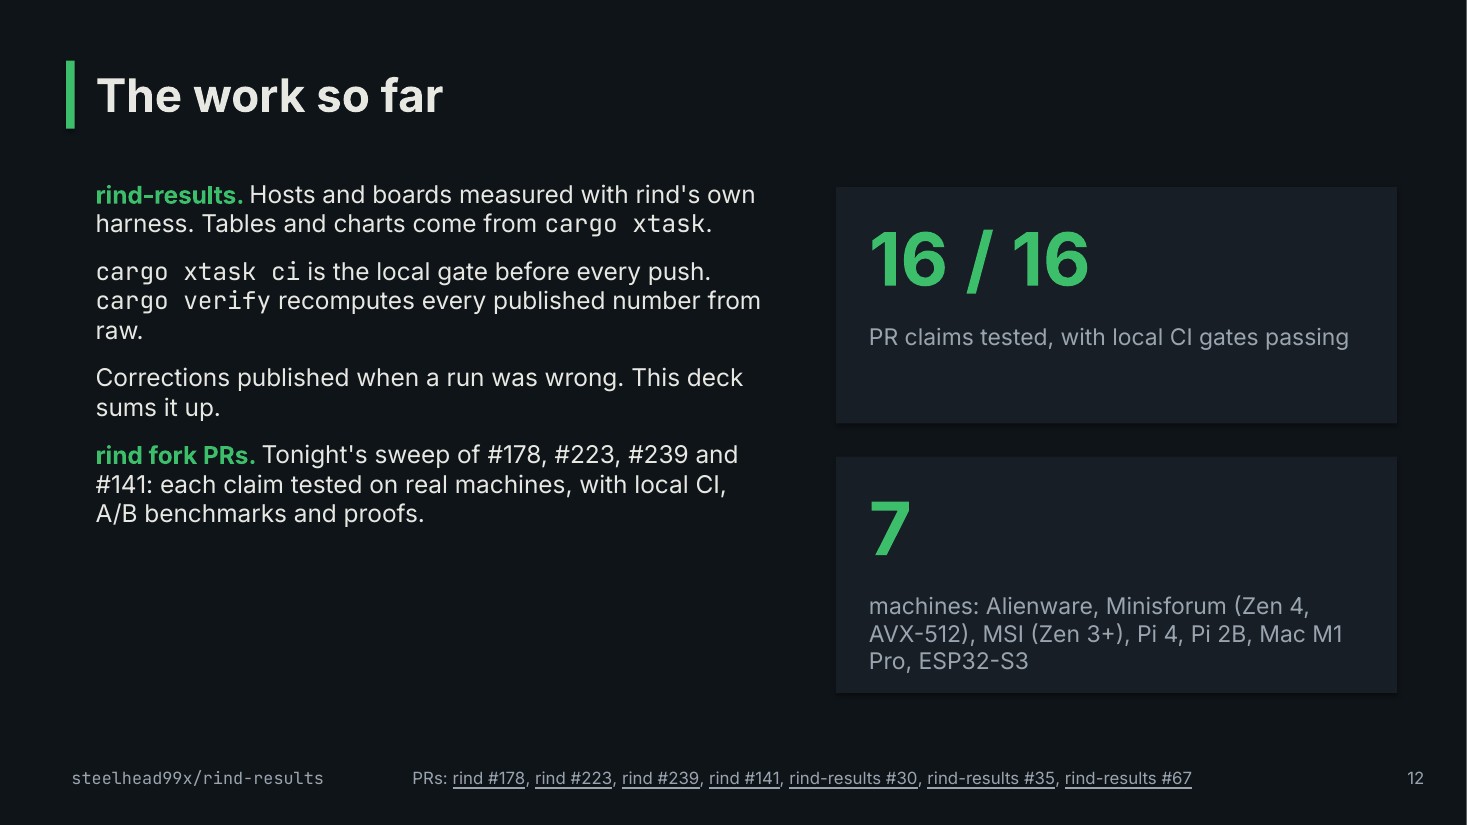 The work so far
rind-results. Hosts and boards measured with rind's own
harness. Tables and charts come from cargo xtask.
cargo xtask ci is the local gate before every push.
cargo verify recomputes every published number from
raw.
Corrections published when a run was wrong. This deck
sums it up.
rind fork PRs. Tonight's sweep of #178, #223, #239 and
#141: each claim tested on real machines, with local CI,
A/B benchmarks and proofs.
16 / 16
PR claims tested, with local CI gates passing
7
machines: Alienware, Minisforum (Zen 4,
AVX-512), MSI (Zen 3+), Pi 4, Pi 2B, Mac M1
Pro, ESP32-S3
steelhead99x/rind-results
PRs: rind #178, rind #223, rind #239, rind #141, rind-results #30, rind-results #35, rind-results #67
12